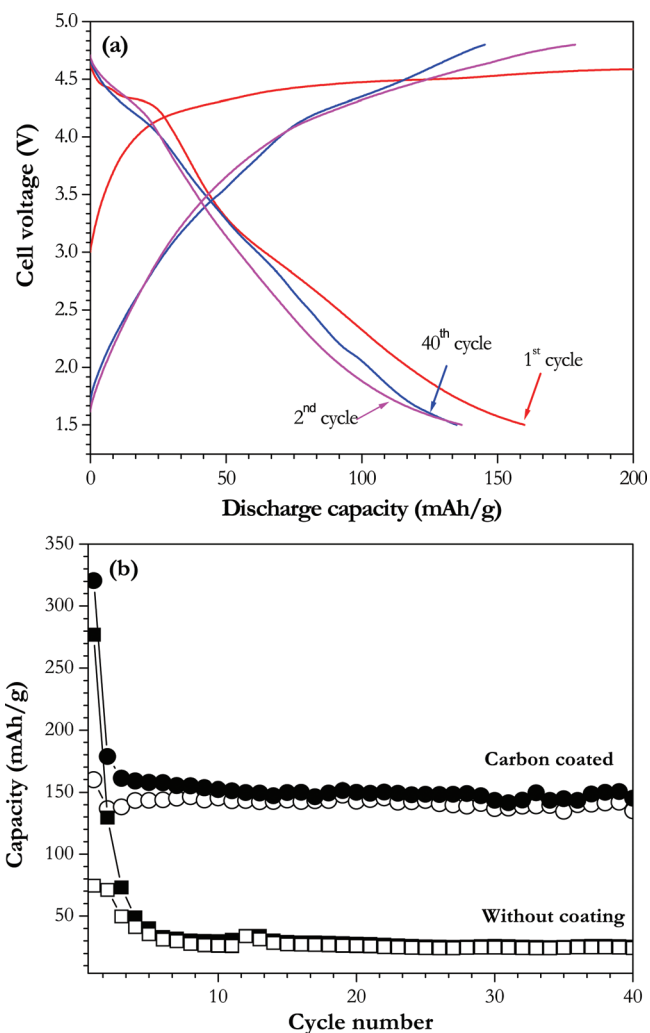 (a)
5.0
4.5
4.0
3.5
3.0
2.5
2.0
1.5
Cell voltage (V)
40th cycle
1st cycle
2nd cycle
0 50 100 150 200
Discharge capacity (mAh/g)
(b)
350
300
250
200
150
100
50
Capacity (mAh/g)
Carbon coated
Without coating
10 20 30 40
Cycle number